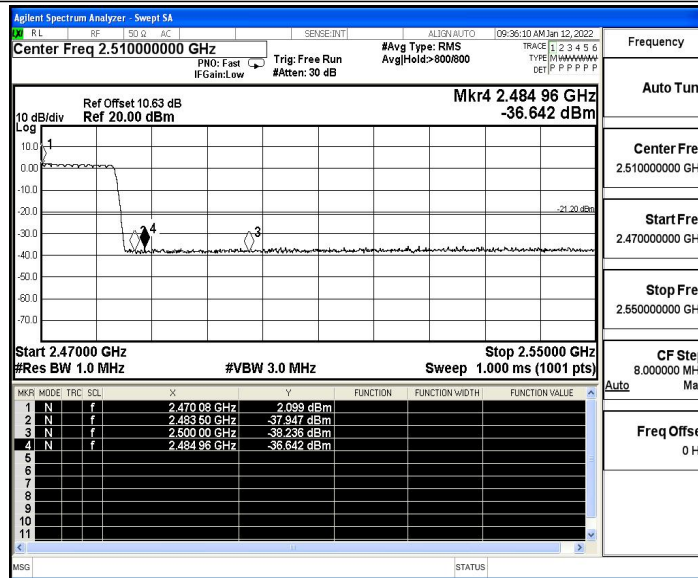 Agilent Spectrum Analyzer - Swept SA
RL RF 50 Ω AC SENSE:INT ALIGN AUTO 09:36:10 AM Jan 12, 2022
Center Freq 2.510000000 GHz
#Avg Type: RMS
TRACE 1 2 3 4 5 6
PNO: Fast
Trig: Free Run
Avg|Hold:>800/800
TYPE MWWWWW
IFGain:Low
#Atten: 30 dB
DET P P P P P P
Mkr4 2.484 96 GHz
-36.642 dBm
Ref Offset 10.63 dB
10 dB/div Ref 20.00 dBm
Log
10.0
0.00
-10.0
-20.0
-30.0
-40.0
-50.0
-60.0
-70.0
1
4
3
-21.20 dBm
Start 2.47000 GHz Stop 2.55000 GHz
#Res BW 1.0 MHz #VBW 3.0 MHz Sweep 1.000 ms (1001 pts)
MKR MODE TRC SCL X Y FUNCTION FUNCTION WIDTH FUNCTION VALUE
1 N f 2.470 08 GHz 2.099 dBm
2 N f 2.483 50 GHz -37.947 dBm
3 N f 2.500 00 GHz -38.236 dBm
4 N f 2.484 96 GHz -36.642 dBm
5
6
7
8
9
10
11
MSG STATUS
Frequency
Auto Tun
Center Fre
2.510000000 GH
Start Fre
2.470000000 GH
Stop Fre
2.550000000 GH
CF Ste
8.000000 MH
Auto Ma
Freq Offse
0 H